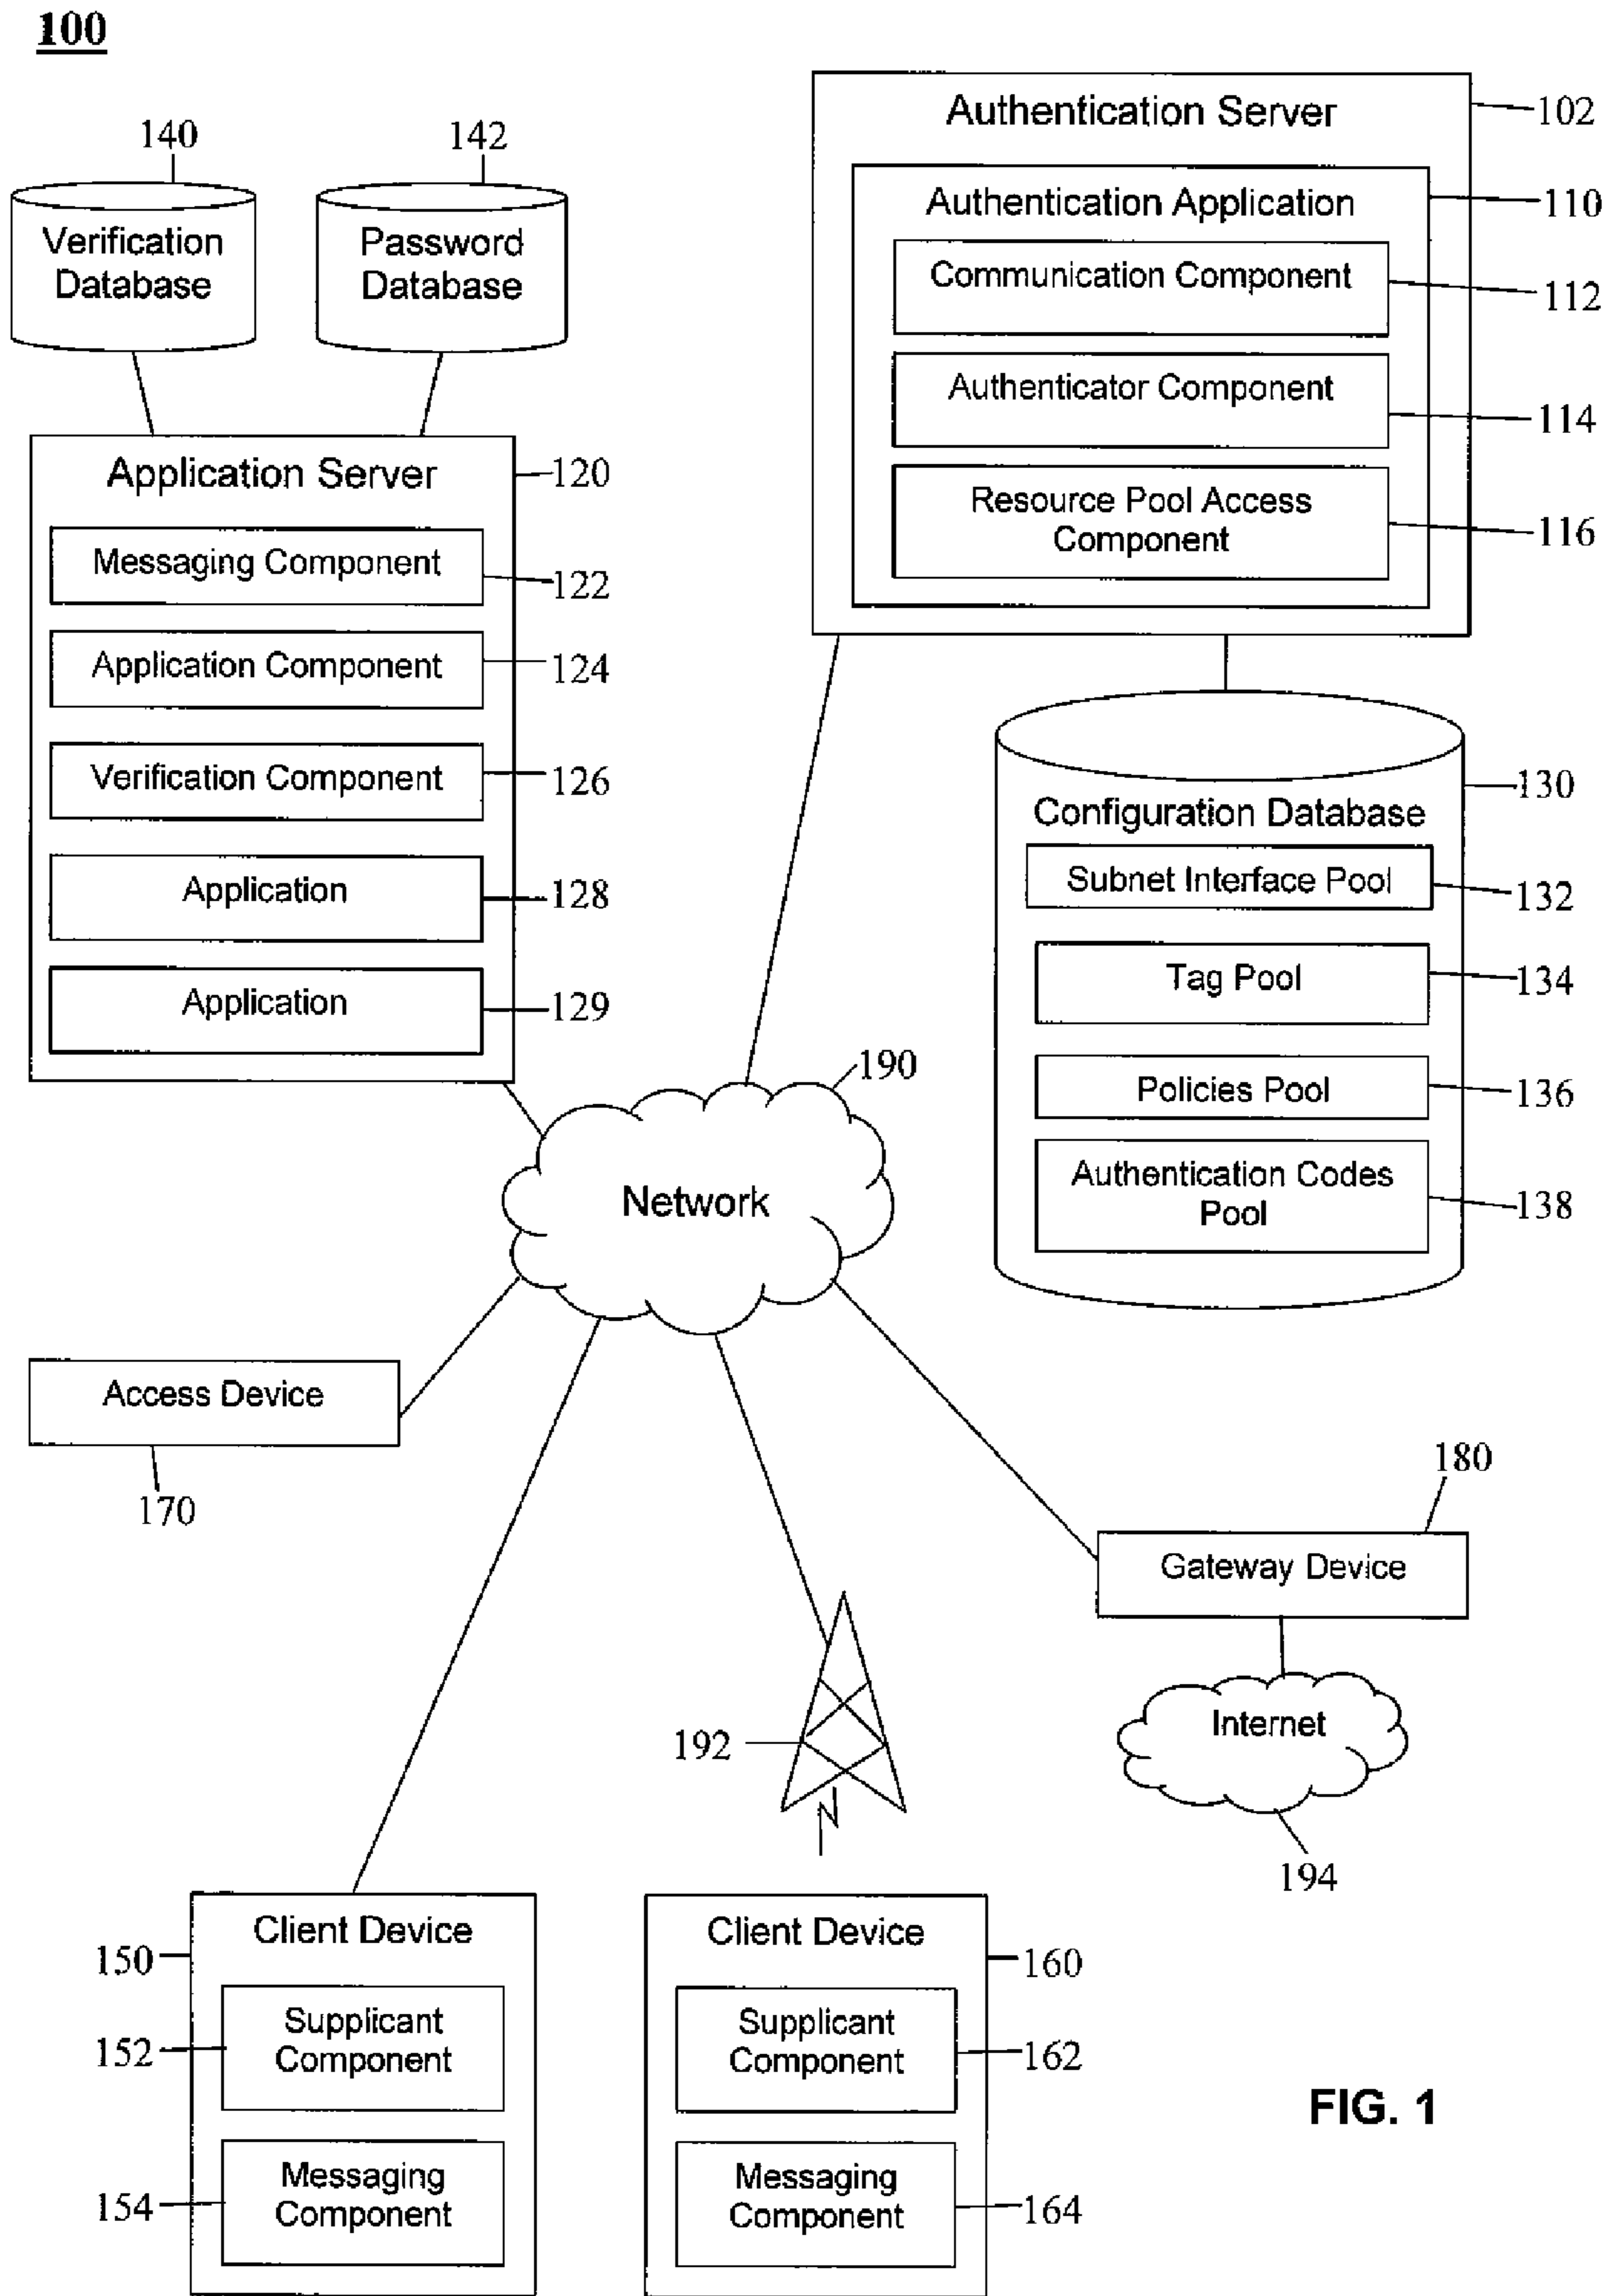 100
Authentication Server
102
Authentication Application
110
Communication Component
112
Authenticator Component
114
Resource Pool Access
Component
116
140
142
Verification
Database
Password
Database
Application Server
120
Messaging Component
122
Application Component
124
Verification Component
126
Application
128
Application
129
130
Configuration Database
Subnet Interface Pool
132
Tag Pool
134
Policies Pool
136
Authentication Codes
Pool
138
190
Network
Access Device
170
180
Gateway Device
Internet
194
192
Client Device
150
Supplicant
Component
152
Messaging
Component
154
Client Device
160
Supplicant
Component
162
Messaging
Component
164
FIG. 1